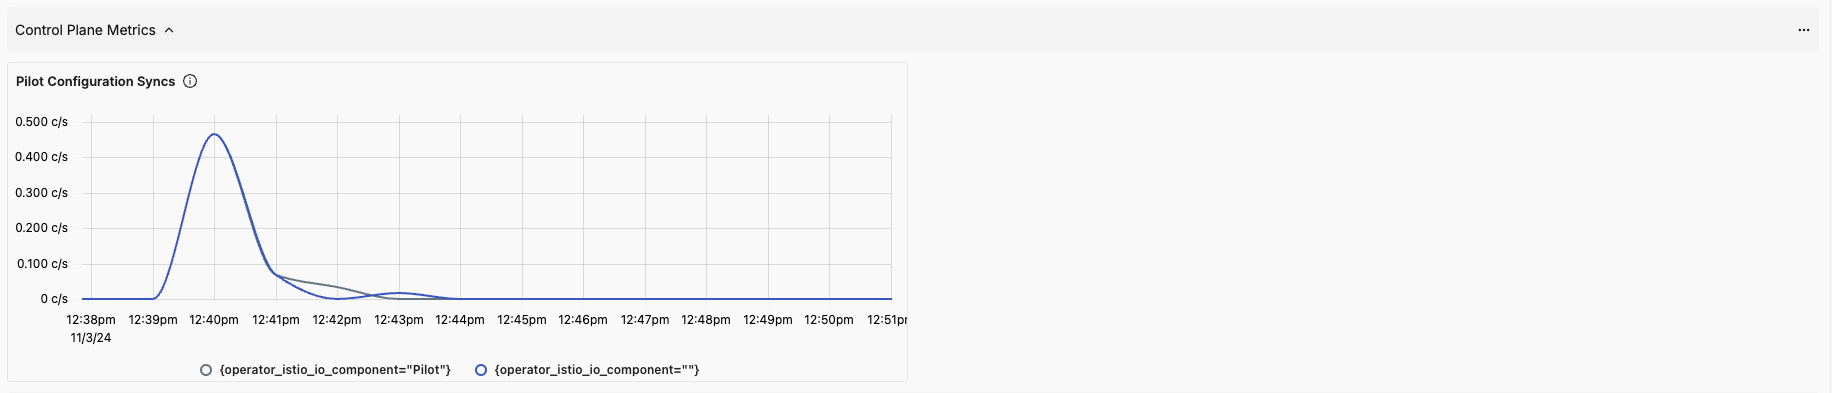 Control Plane Metrics
Pilot Configuration Syncs
0.500 c/s
0.400 c/s
0.300 c/s
0.200 c/s
0.100 c/s
0 c/s
12:38pm 12:39pm 12:40pm 12:41pm 12:42pm 12:43pm 12:44pm 12:45pm 12:46pm 12:47pm 12:48pm 12:49pm 12:50pm 12:51p
11/3/24
{operator_istio_io_component="Pilot"} {operator_istio_io_component=""}